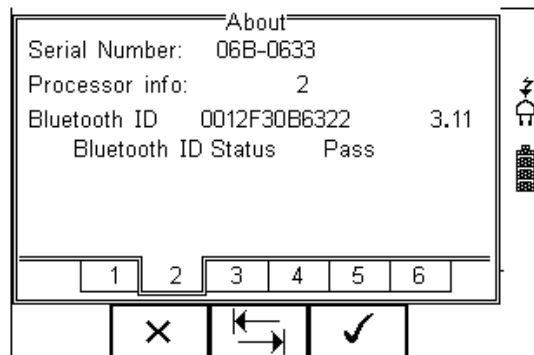 About
Serial Number: 06B-0633
Processor info: 2
Bluetooth ID 0012F30B6322 3.11
Bluetooth ID Status Pass
1 2 3 4 5 6